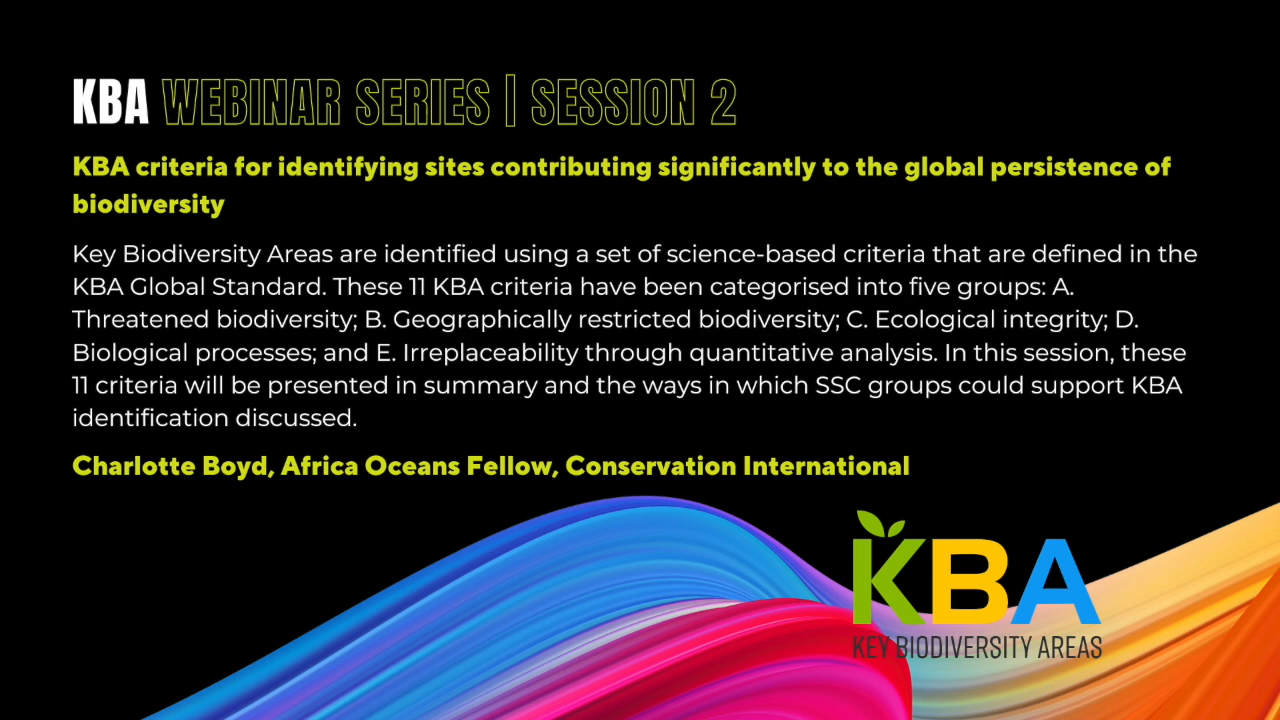 KBA WEBINAR SERIES | SESSION 2
KBA criteria for identifying sites contributing significantly to the global persistence of
biodiversity
Key Biodiversity Areas are identified using a set of science-based criteria that are defined in the
KBA Global Standard. These 11 KBA criteria have been categorised into five groups: A.
Threatened biodiversity; B. Geographically restricted biodiversity; C. Ecological integrity; D.
Biological processes; and E. Irreplaceability through quantitative analysis. In this session, these
11 criteria will be presented in summary and the ways in which SSC groups could support KBA
identification discussed.
Charlotte Boyd, Africa Oceans Fellow, Conservation International
KBA
KEY BIODIVERSITY AREAS